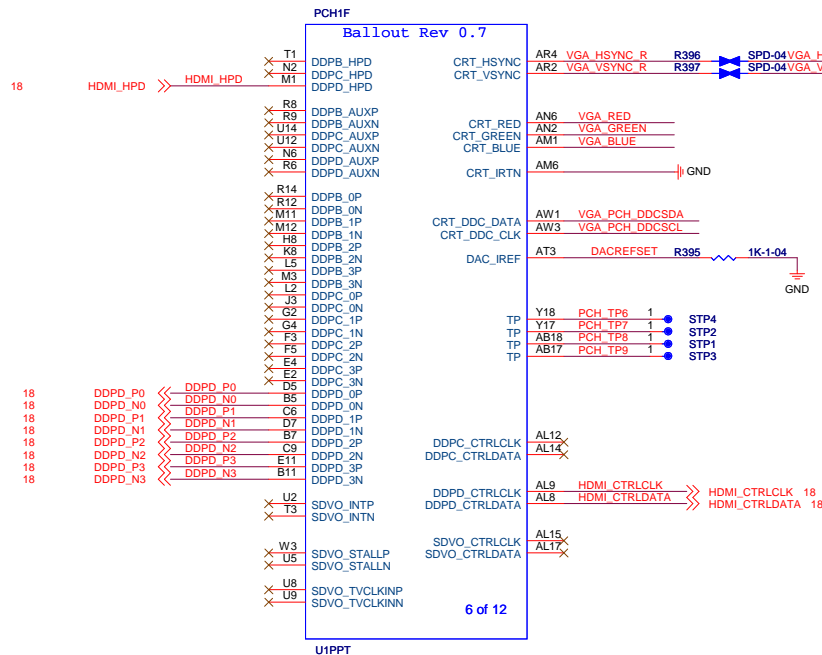 PCH1F
Ballout Rev 0.7
T1 DDPB_HPD
N2 DDPC_HPD
18 HDMI_HPD HDMI_HPD M1 DDPD_HPD
R8 DDPB_AUXP
R9 DDPB_AUXN
U14 DDPC_AUXP
U12 DDPC_AUXN
N6 DDPD_AUXP
R6 DDPD_AUXN
R14 DDPB_0P
R12 DDPB_0N
M11 DDPB_1P
M12 DDPB_1N
H8 DDPB_2P
K8 DDPB_2N
L5 DDPB_3P
M3 DDPB_3N
L2 DDPC_0P
J3 DDPC_0N
G2 DDPC_1P
G4 DDPC_1N
F3 DDPC_2P
F5 DDPC_2N
E4 DDPC_3P
E2 DDPC_3N
18 DDPD_P0 DDPD_P0 D5 DDPD_0P
18 DDPD_N0 DDPD_N0 B5 DDPD_0N
18 DDPD_P1 DDPD_P1 C6 DDPD_1P
18 DDPD_N1 DDPD_N1 D7 DDPD_1N
18 DDPD_P2 DDPD_P2 B7 DDPD_2P
18 DDPD_N2 DDPD_N2 C9 DDPD_2N
18 DDPD_P3 DDPD_P3 E11 DDPD_3P
18 DDPD_N3 DDPD_N3 B11 DDPD_3N
U2 SDVO_INTP
T3 SDVO_INTN
W3 SDVO_STALLP
U5 SDVO_STALLN
U8 SDVO_TVCLKINP
U9 SDVO_TVCLKINN
CRT_HSYNC AR4 VGA_HSYNC_R R396 SPD-04 VGA_H
CRT_VSYNC AR2 VGA_VSYNC_R R397 SPD-04 VGA_V
CRT_RED AN6 VGA_RED
CRT_GREEN AN2 VGA_GREEN
CRT_BLUE AM1 VGA_BLUE
CRT_IRTN AM6 GND
CRT_DDC_DATA AW1 VGA_PCH_DDCSDA
CRT_DDC_CLK AW3 VGA_PCH_DDCSCL
DAC_IREF AT3 DACREFSET R395 1K-1-04
GND
TP Y18 PCH_TP6 1 STP4
TP Y17 PCH_TP7 1 STP2
TP AB18 PCH_TP8 1 STP1
TP AB17 PCH_TP9 1 STP3
DDPC_CTRLCLK AL12
DDPC_CTRLDATA AL14
DDPD_CTRLCLK AL9 HDMI_CTRLCLK HDMI_CTRLCLK 18
DDPD_CTRLDATA AL8 HDMI_CTRLDATA HDMI_CTRLDATA 18
SDVO_CTRLCLK AL15
SDVO_CTRLDATA AL17
6 of 12
U1PPT